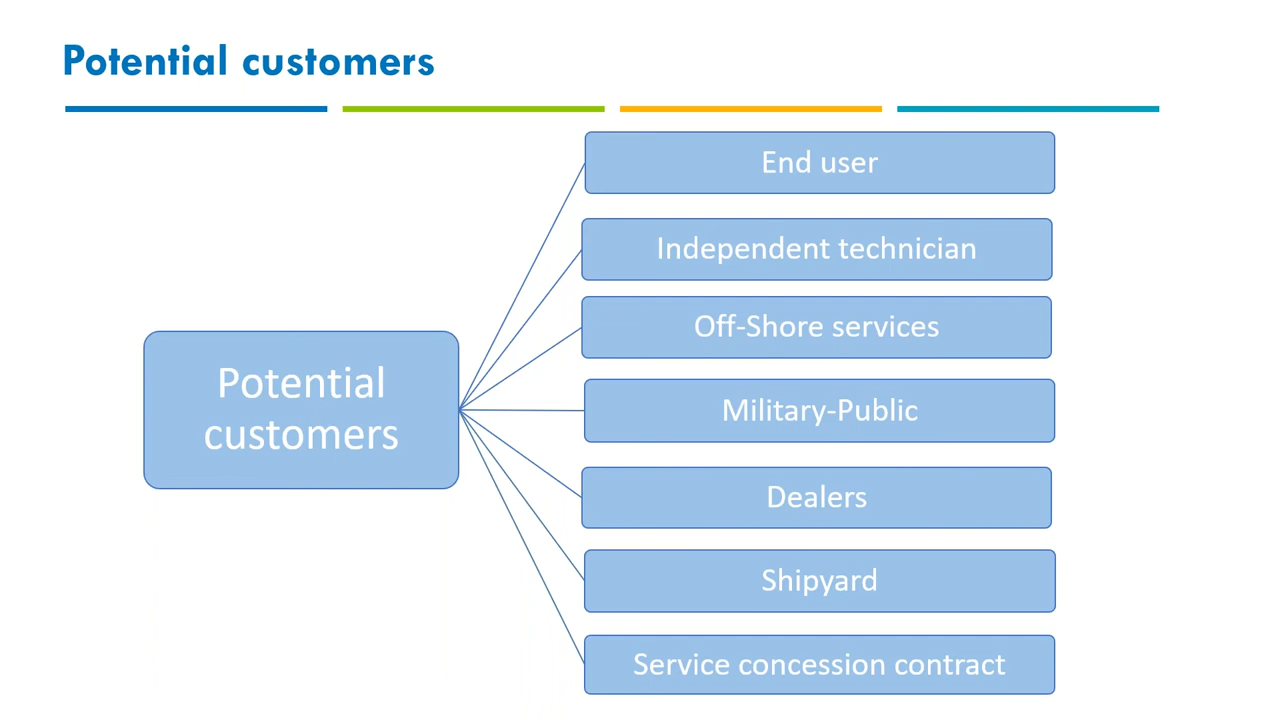 Potential customers
End user
Independent technician
Off-Shore services
Potential
customers
Military-Public
Dealers
Shipyard
Service concession contract